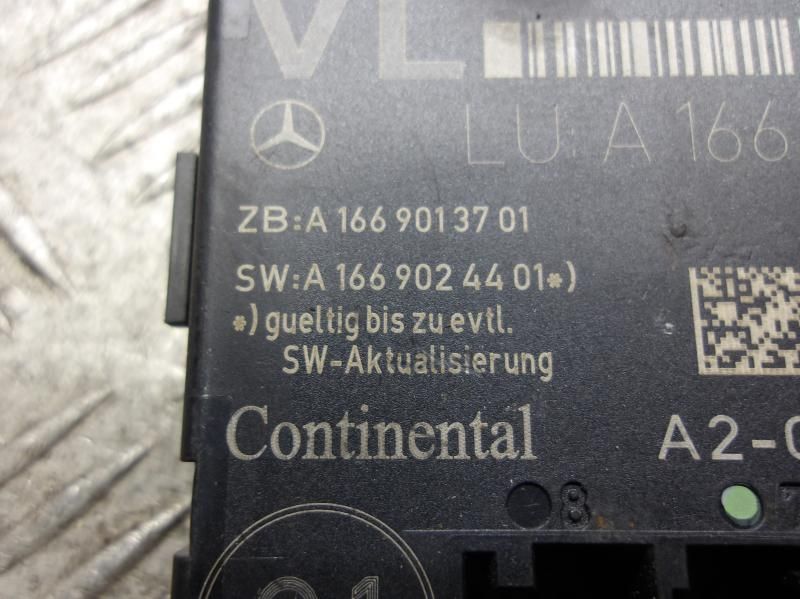 VL
LU: A 166
ZB:A 166 901 37 01
SW:A 166 902 44 01*)
*) gueltig bis zu evtl.
SW-Aktualisierung
Continental
A2-
8